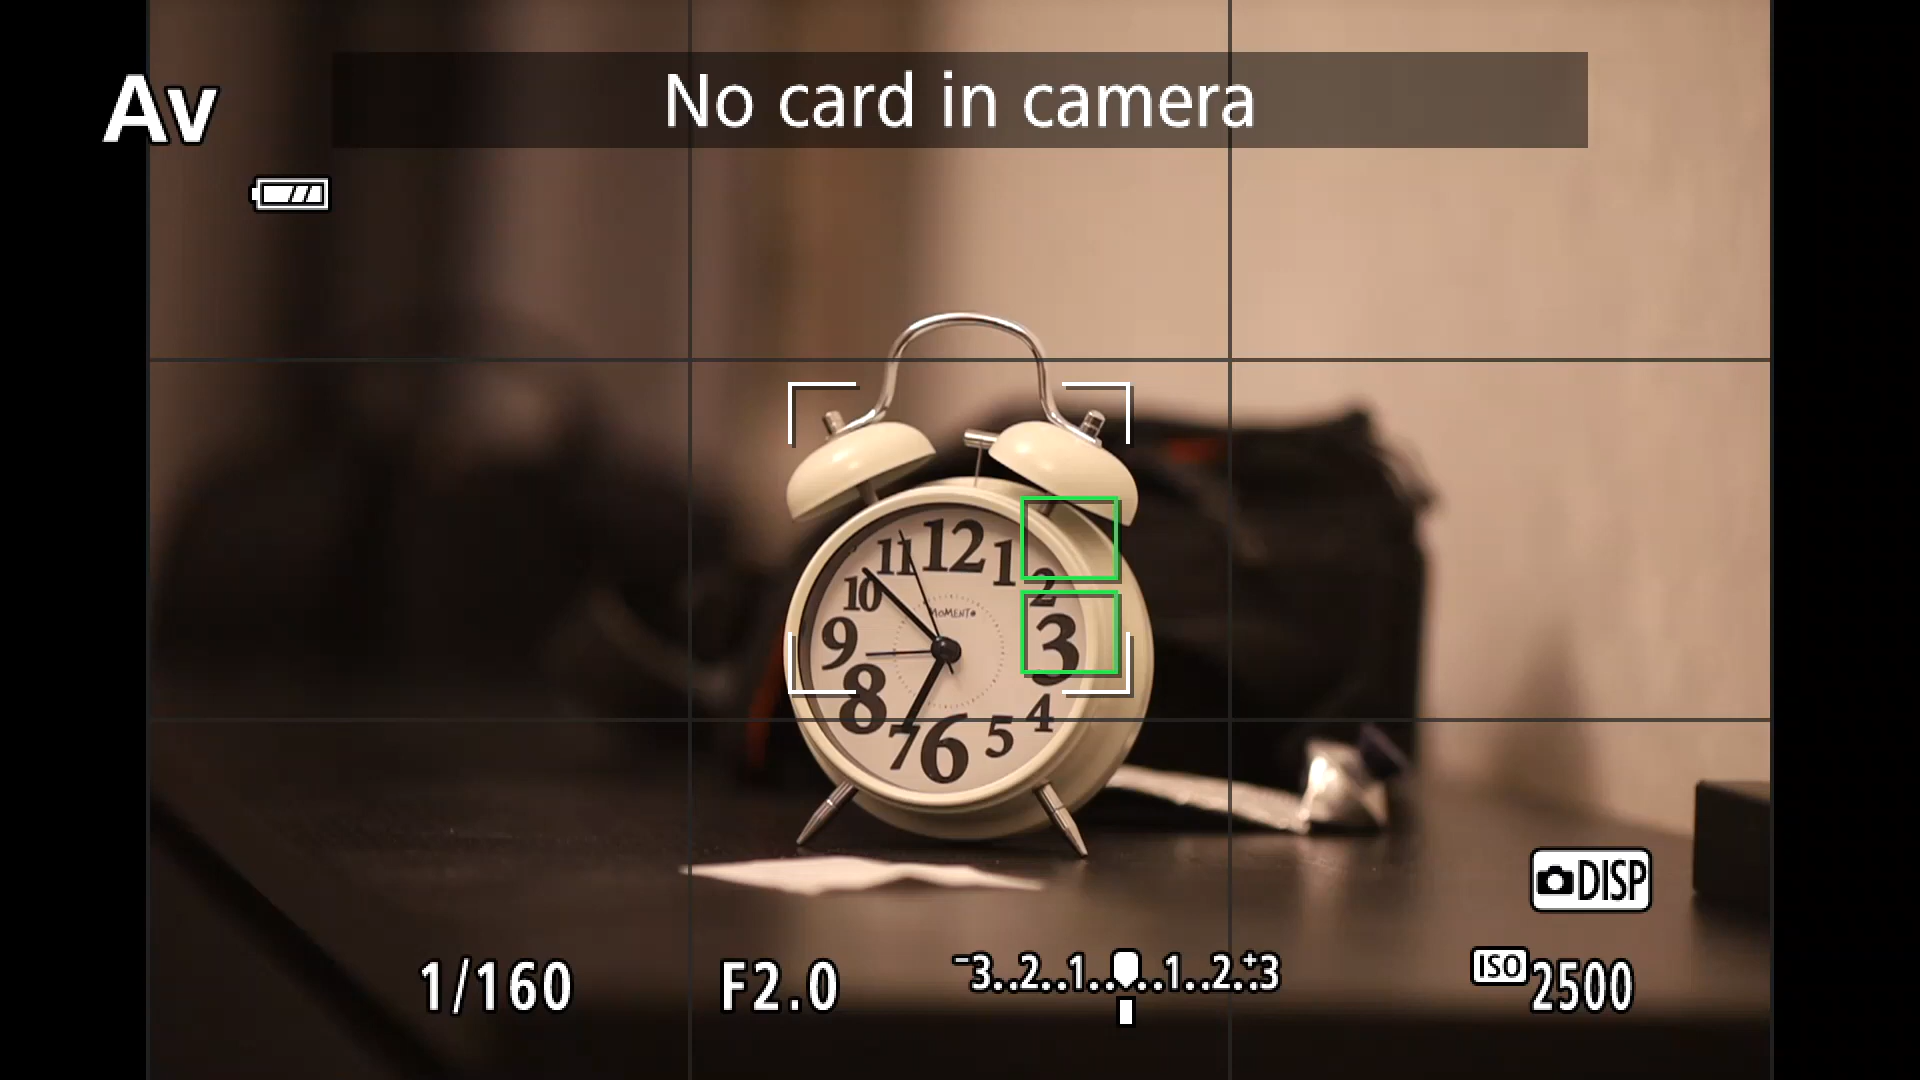 No card in camera
Av
12
11
1
10
2
MOMENT
9
3
8
4
7
6
5
DISP
1/160
F2.0
-3..2..1..0..1..2..+3
ISO 2500